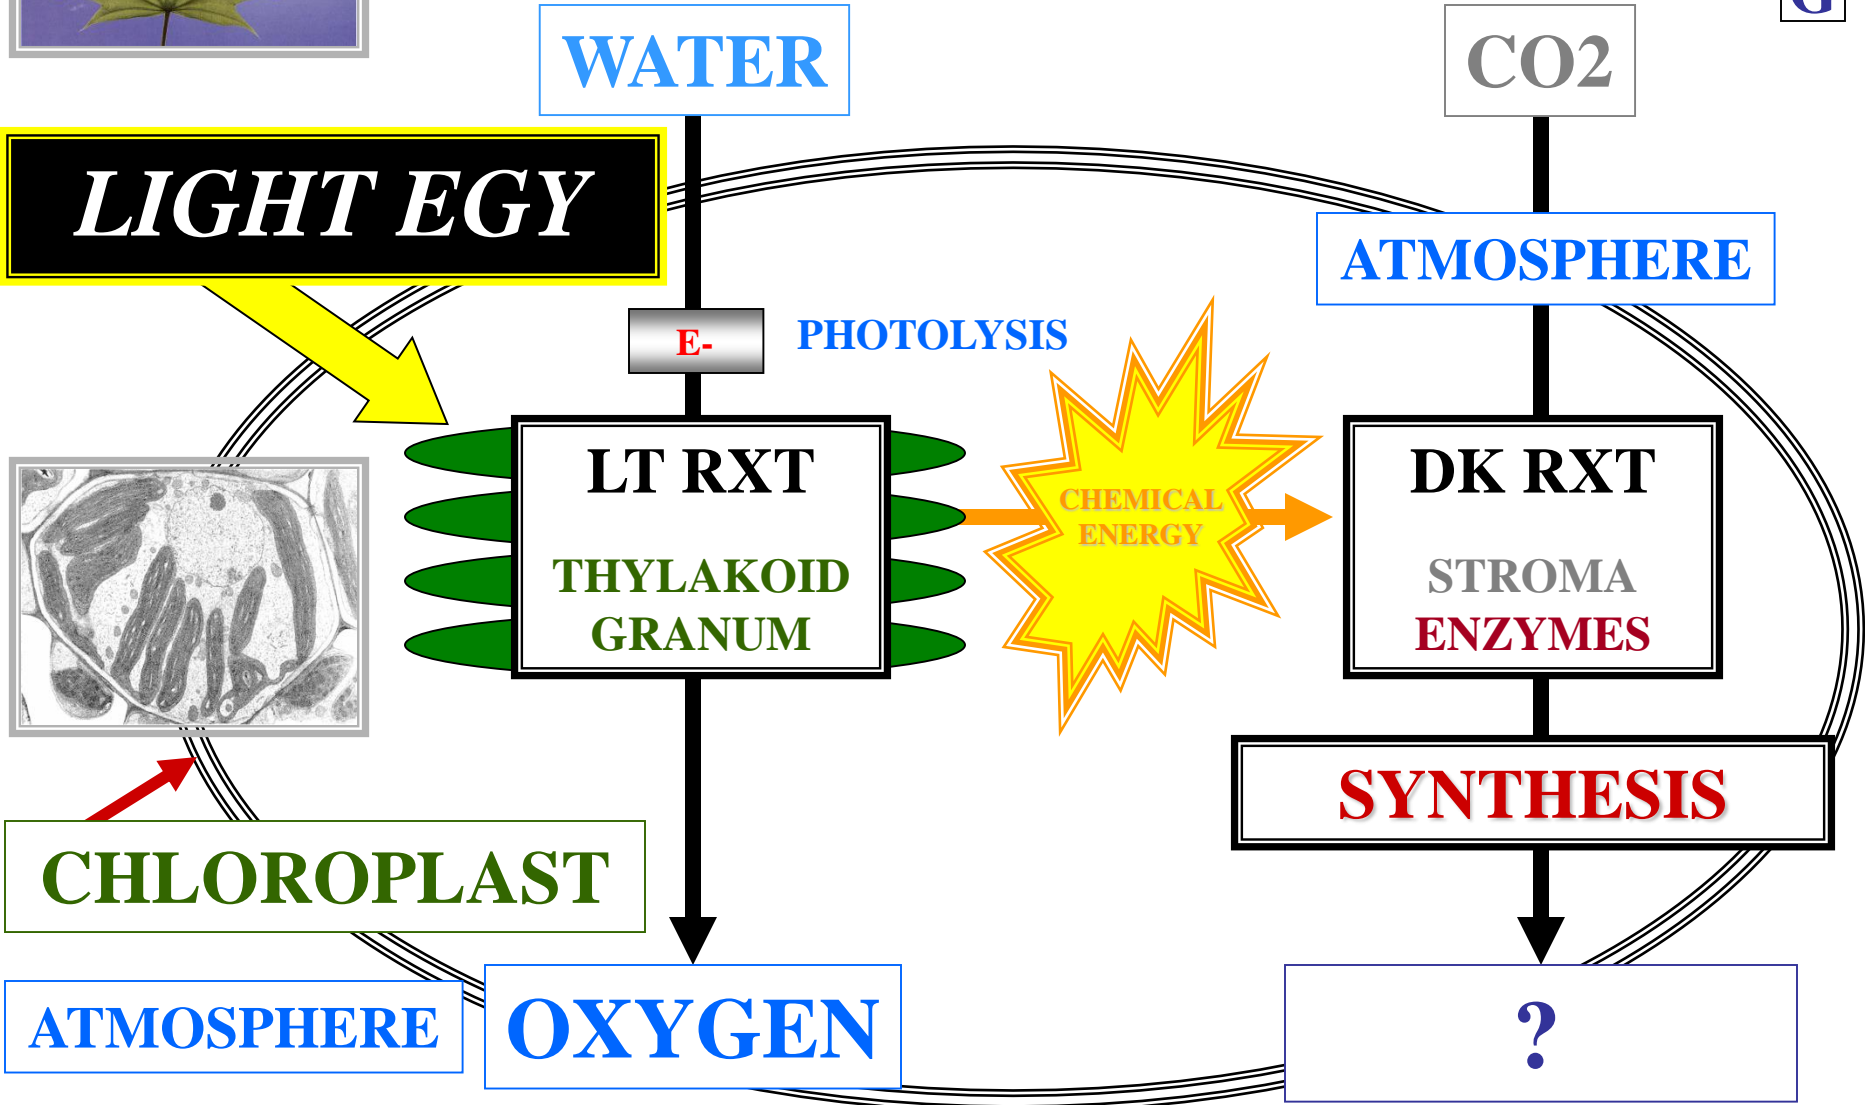 G
WATER
CO2
LIGHT EGY
ATMOSPHERE
E-
PHOTOLYSIS
LT RXT
THYLAKOID
GRANUM
CHEMICAL
ENERGY
DK RXT
STROMA
ENZYMES
SYNTHESIS
CHLOROPLAST
ATMOSPHERE
OXYGEN
?